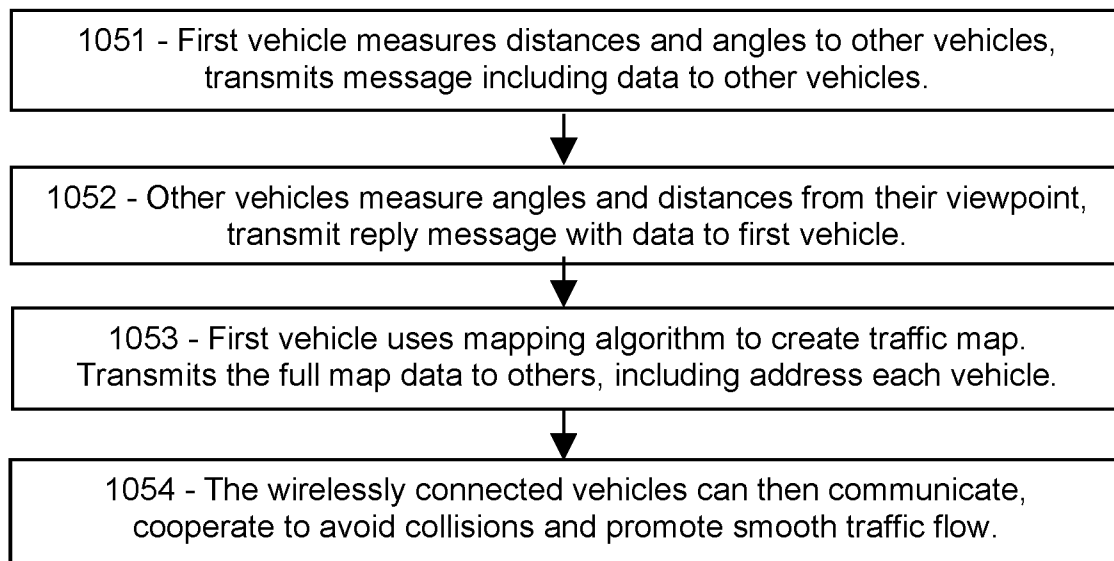 1051 - First vehicle measures distances and angles to other vehicles,
transmits message including data to other vehicles.
1052 - Other vehicles measure angles and distances from their viewpoint,
transmit reply message with data to first vehicle.
1053 - First vehicle uses mapping algorithm to create traffic map.
Transmits the full map data to others, including address each vehicle.
1054 - The wirelessly connected vehicles can then communicate,
cooperate to avoid collisions and promote smooth traffic flow.